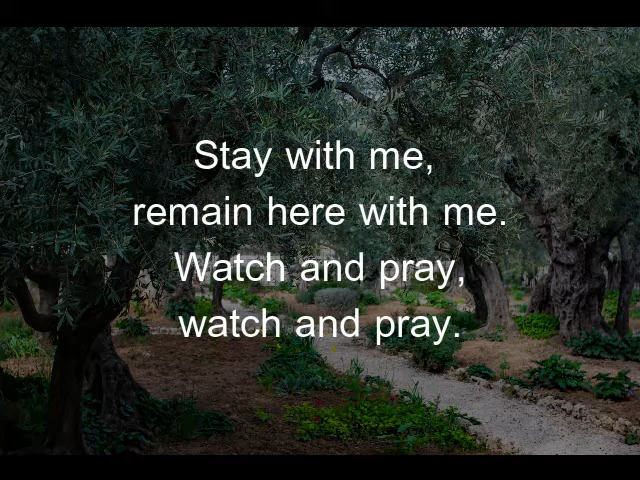 Stay with me,
remain here with me.
Watch and pray,
watch and pray.